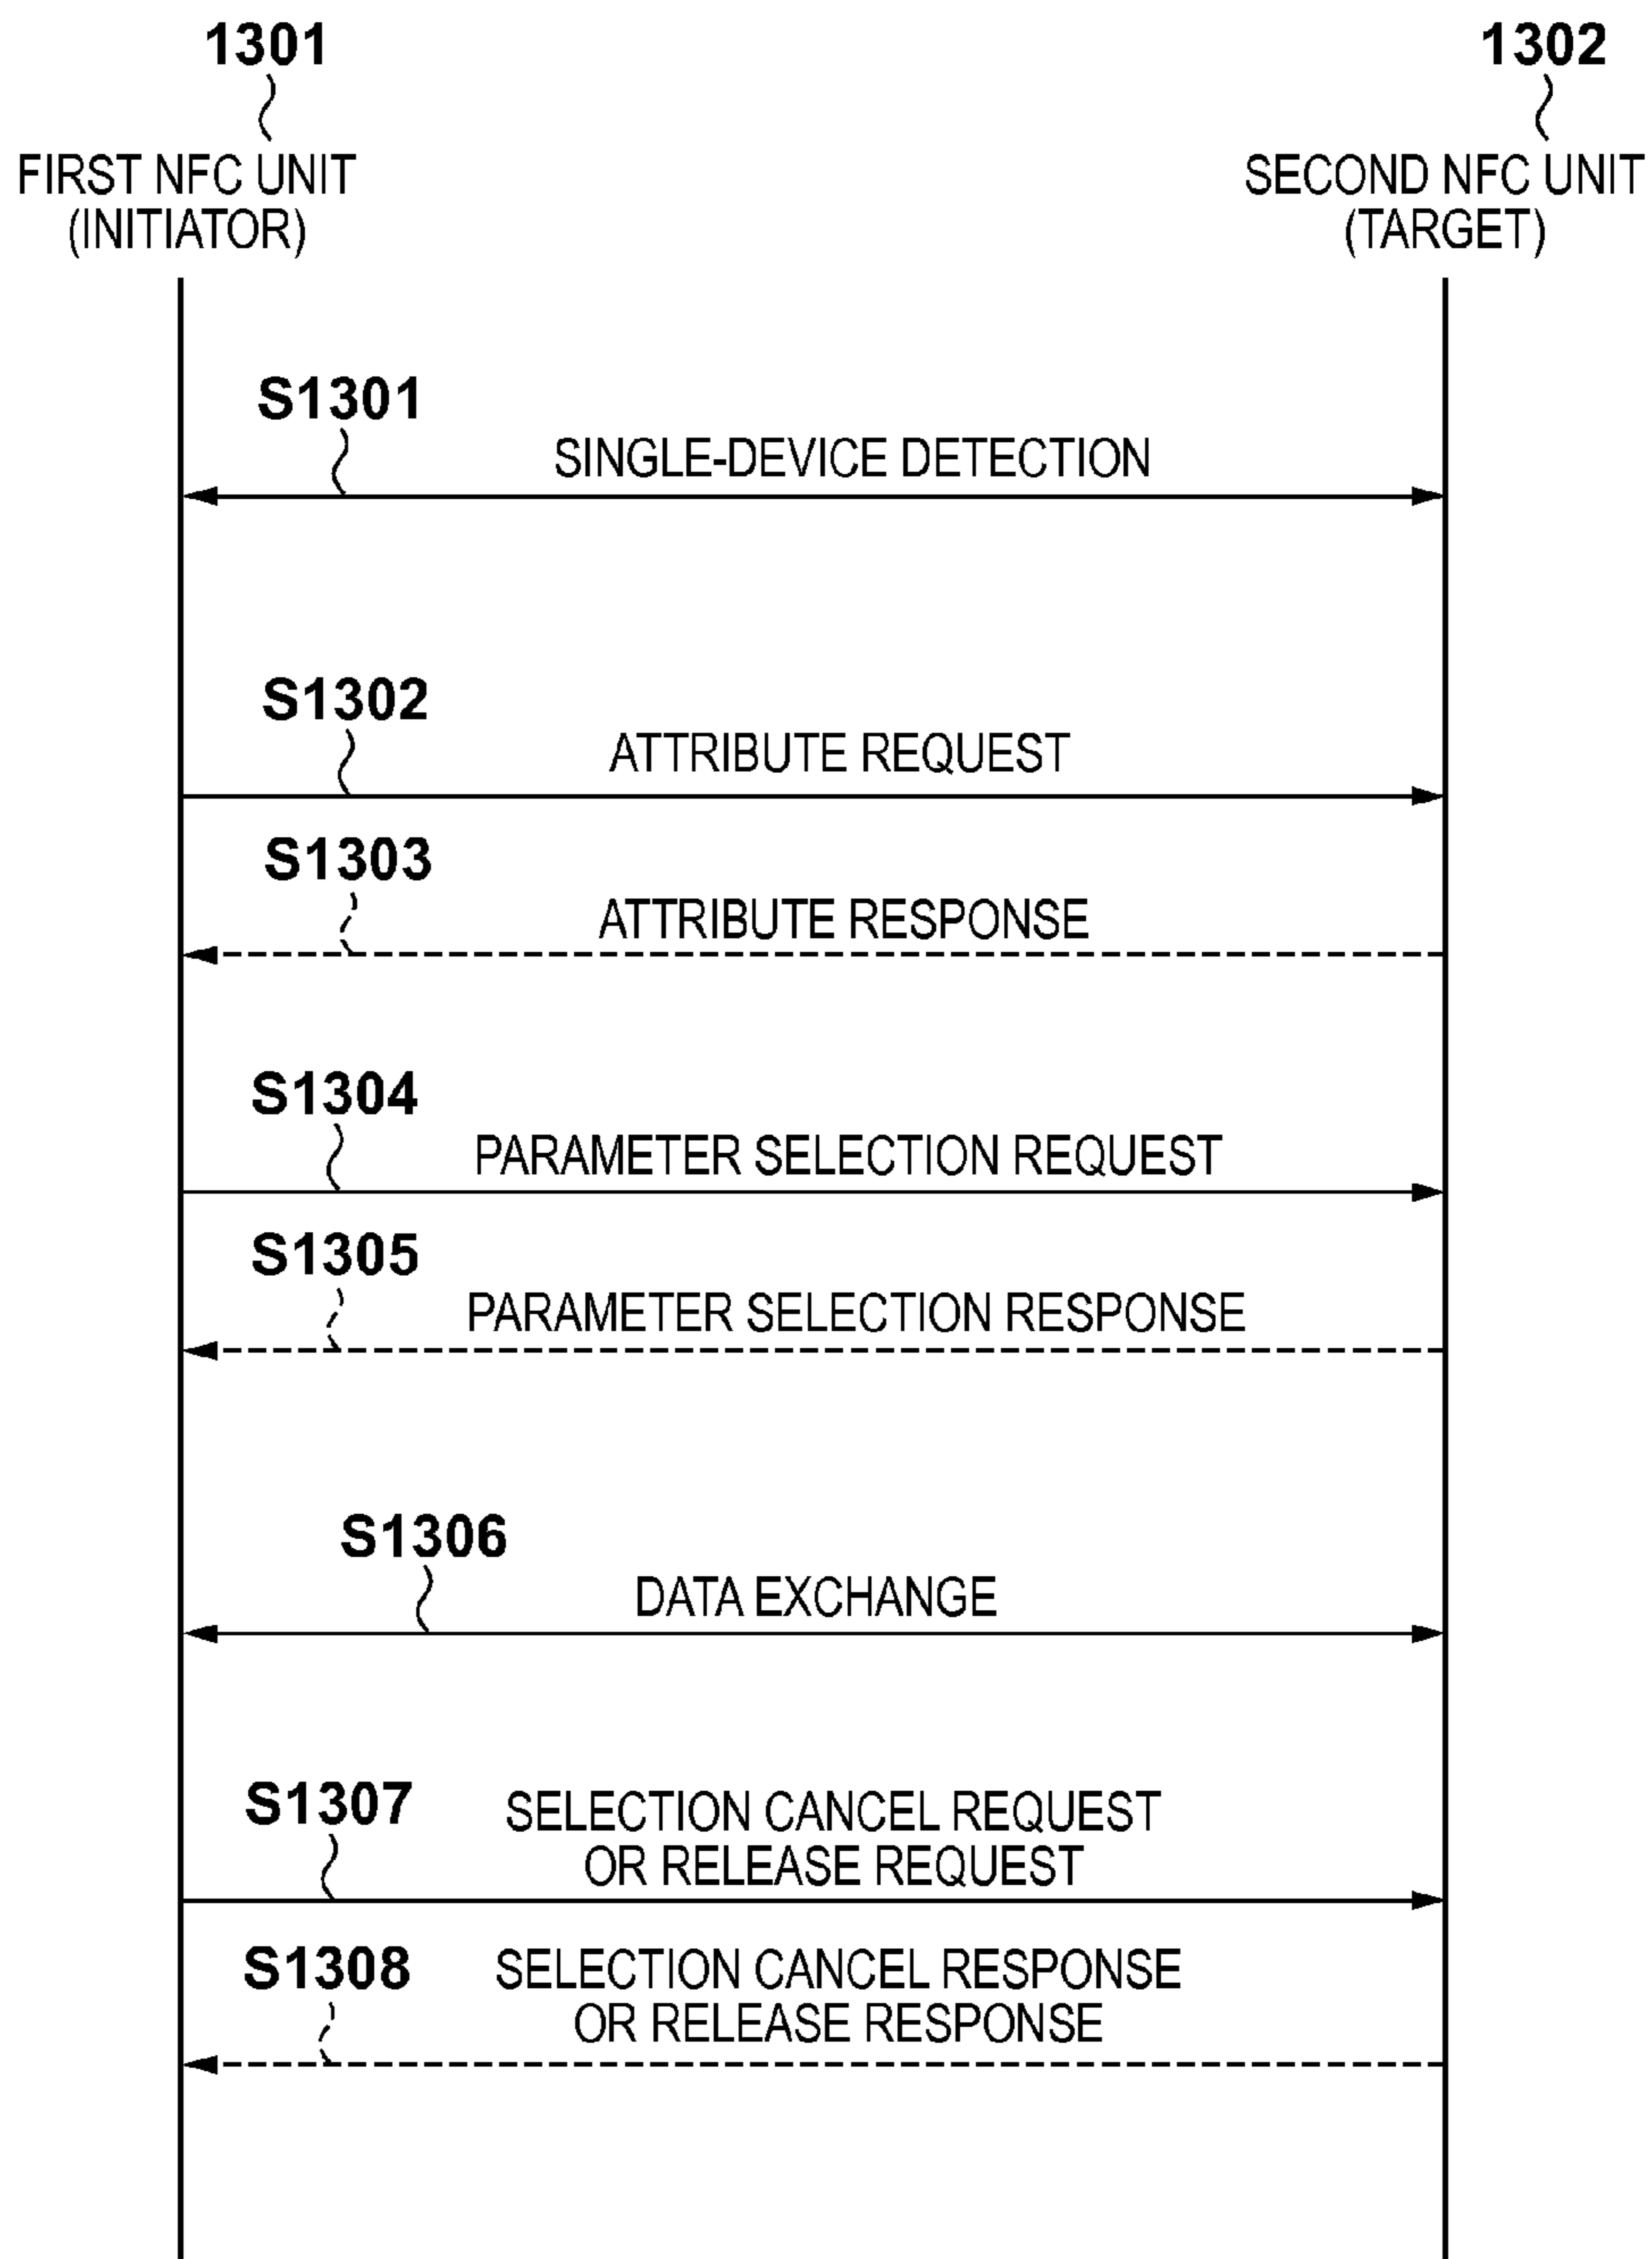 1301
1302
FIRST NFC UNIT
(INITIATOR)
SECOND NFC UNIT
(TARGET)
S1301
SINGLE-DEVICE DETECTION
S1302
ATTRIBUTE REQUEST
S1303
ATTRIBUTE RESPONSE
S1304
PARAMETER SELECTION REQUEST
S1305
PARAMETER SELECTION RESPONSE
S1306
DATA EXCHANGE
S1307
SELECTION CANCEL REQUEST
OR RELEASE REQUEST
S1308
SELECTION CANCEL RESPONSE
OR RELEASE RESPONSE